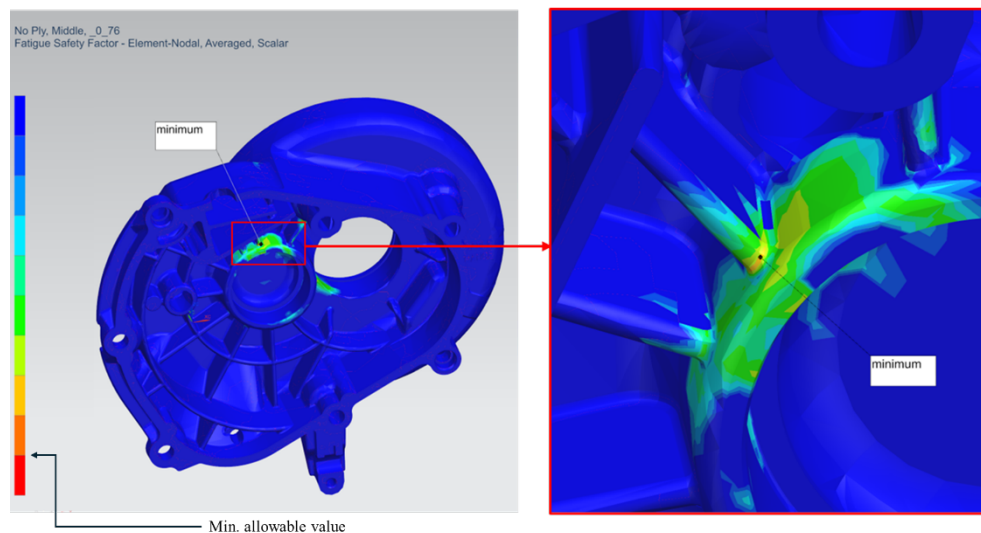 No Ply, Middle, _0_76
Fatigue Safety Factor - Element-Nodal, Averaged, Scalar
minimum
minimum
Min. allowable value